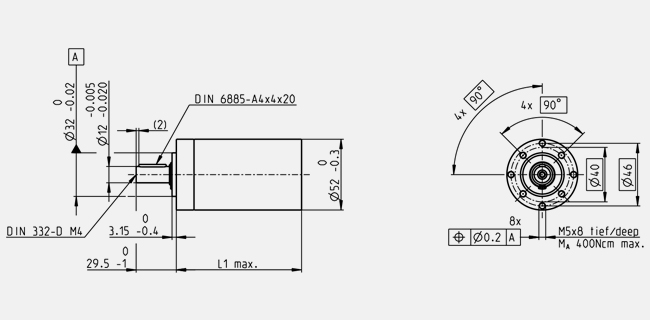 A
0
Ø32 -0.02
-0.005
Ø12 -0.020
(2)
DIN 6885-A4x4x20
0
Ø52 -0.3
DIN 332-D M4
0
3.15 -0.4
0
29.5 -1
L1 max.
4x 90°
4x 90°
Ø40
Ø46
8x
⌖ Ø0.2 A
M5x8 tief/deep
MA 400Ncm max.